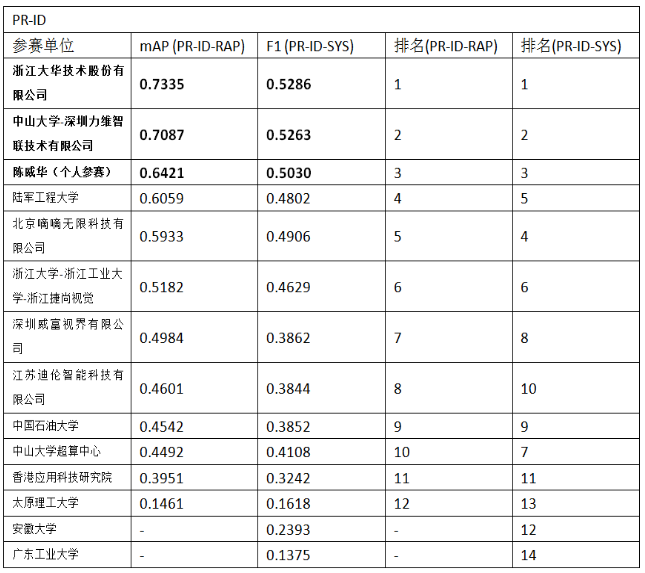 PR-ID
参赛单位 mAP (PR-ID-RAP) F1 (PR-ID-SYS) 排名(PR-ID-RAP) 排名(PR-ID-SYS)
浙江大华技术股份有
限公司 0.7335 0.5286 1 1
中山大学-深圳力维智
联技术有限公司 0.7087 0.5263 2 2
陈威华（个人参赛） 0.6421 0.5030 3 3
陆军工程大学 0.6059 0.4802 4 5
北京嘀嘀无限科技有
限公司 0.5933 0.4906 5 4
浙江大学-浙江工业大
学-浙江捷尚视觉 0.5182 0.4629 6 6
深圳威富视界有限公
司 0.4984 0.3862 7 8
江苏迪伦智能科技有
限公司 0.4601 0.3844 8 10
中国石油大学 0.4542 0.3852 9 9
中山大学超算中心 0.4492 0.4108 10 7
香港应用科技研究院 0.3951 0.3242 11 11
太原理工大学 0.1461 0.1618 12 13
安徽大学 - 0.2393 - 12
广东工业大学 - 0.1375 - 14